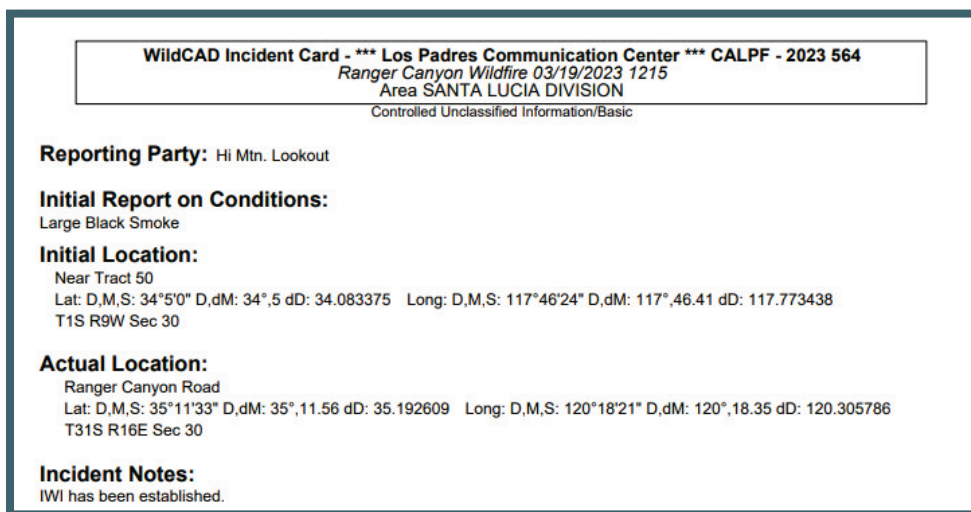 WildCAD Incident Card - *** Los Padres Communication Center *** CALPF - 2023 564
Ranger Canyon Wildfire 03/19/2023 1215
Area SANTA LUCIA DIVISION
Controlled Unclassified Information/Basic
Reporting Party: Hi Mtn. Lookout
Initial Report on Conditions:
Large Black Smoke
Initial Location:
Near Tract 50
Lat: D,M,S: 34°5'0" D,dM: 34°,5 dD: 34.083375 Long: D,M,S: 117°46'24" D,dM: 117°,46.41 dD: 117.773438
T1S R9W Sec 30
Actual Location:
Ranger Canyon Road
Lat: D,M,S: 35°11'33" D,dM: 35°,11.56 dD: 35.192609 Long: D,M,S: 120°18'21" D,dM: 120°,18.35 dD: 120.305786
T31S R16E Sec 30
Incident Notes:
IWI has been established.